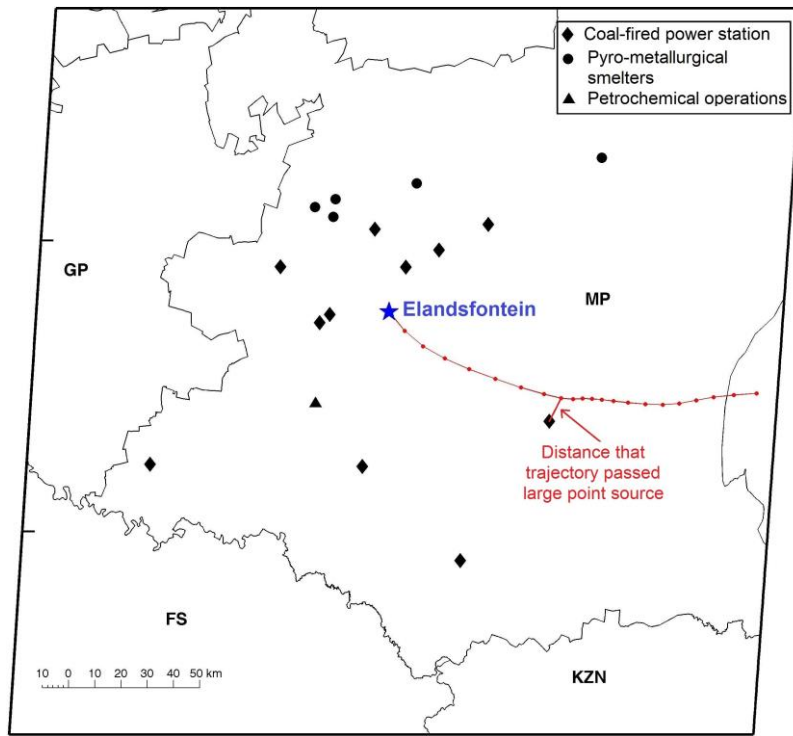 Coal-fired power station
Pyro-metallurgical
smelters
Petrochemical operations
GP
Elandsfontein
MP
Distance that
trajectory passed
large point source
FS
KZN
10 0 10 20 30 40 50 km